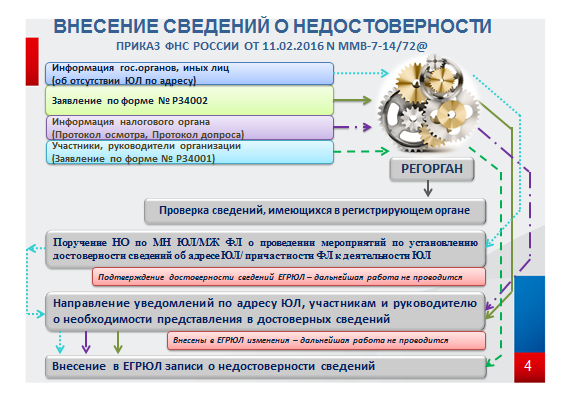 ВНЕСЕНИЕ СВЕДЕНИЙ О НЕДОСТОВЕРНОСТИ
ПРИКАЗ ФНС РОССИИ ОТ 11.02.2016 N ММВ-7-14/72@
Информация гос.органов, иных лиц
(об отсутствии ЮЛ по адресу)
Заявление по форме № Р34002
Информация налогового органа
(Протокол осмотра, Протокол допроса)
Участники, руководители организации
(Заявление по форме № Р34001)
РЕГОРГАН
Проверка сведений, имеющихся в регистрирующем органе
Поручение НО по МН ЮЛ/МЖ ФЛ о проведении мероприятий по установлению
достоверности сведений об адресе ЮЛ/ причастности ФЛ к деятельности ЮЛ
Подтверждение достоверности сведений ЕГРЮЛ – дальнейшая работа не проводится
Направление уведомлений по адресу ЮЛ, участникам и руководителю
о необходимости представления в достоверных сведений
Внесены в ЕГРЮЛ изменения – дальнейшая работа не проводится
Внесение в ЕГРЮЛ записи о недостоверности сведений
4